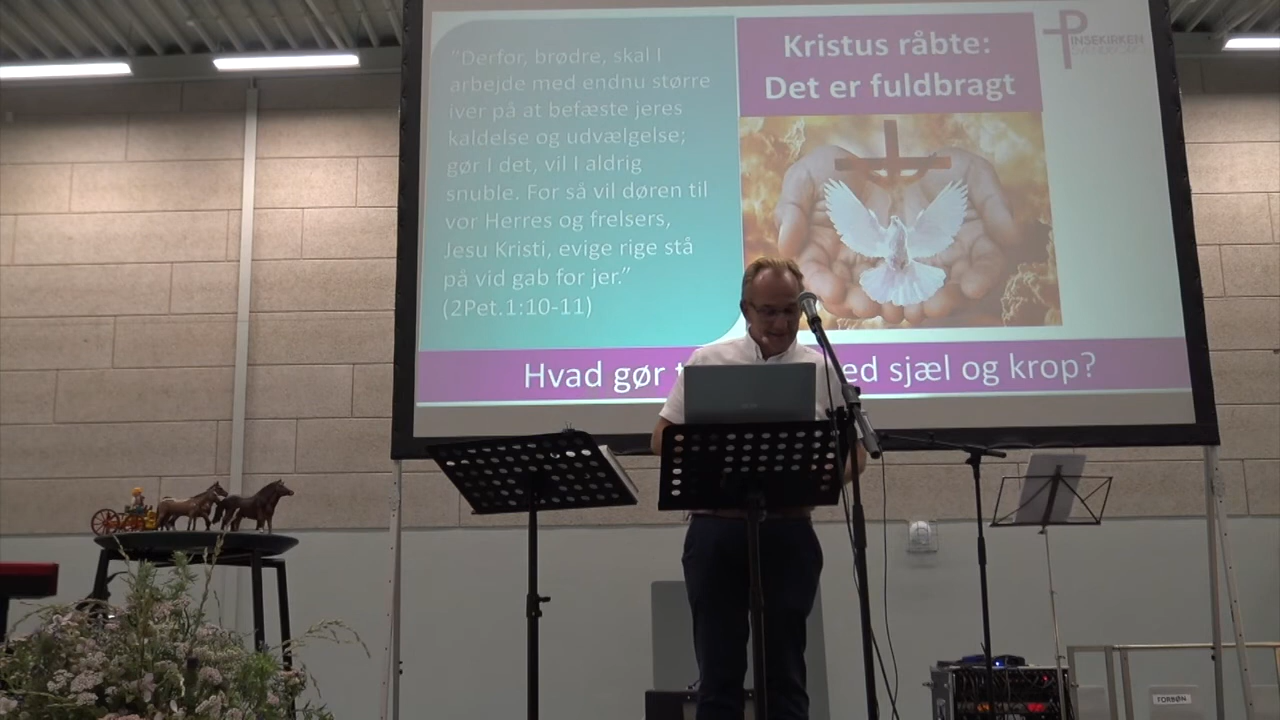 "Derfor, brødre, skal I
arbejde med endnu større
iver på at befæste jeres
kaldelse og udvælgelse;
gør I det, vil I aldrig
snuble. For så vil døren til
vor Herres og frelsers,
Jesu Kristi, evige rige stå
på vid gab for jer."
(2Pet.1:10-11)
Kristus råbte:
Det er fuldbragt
PINSEKIRKEN
Hvad gør ed sjæl og krop?
FORBØN